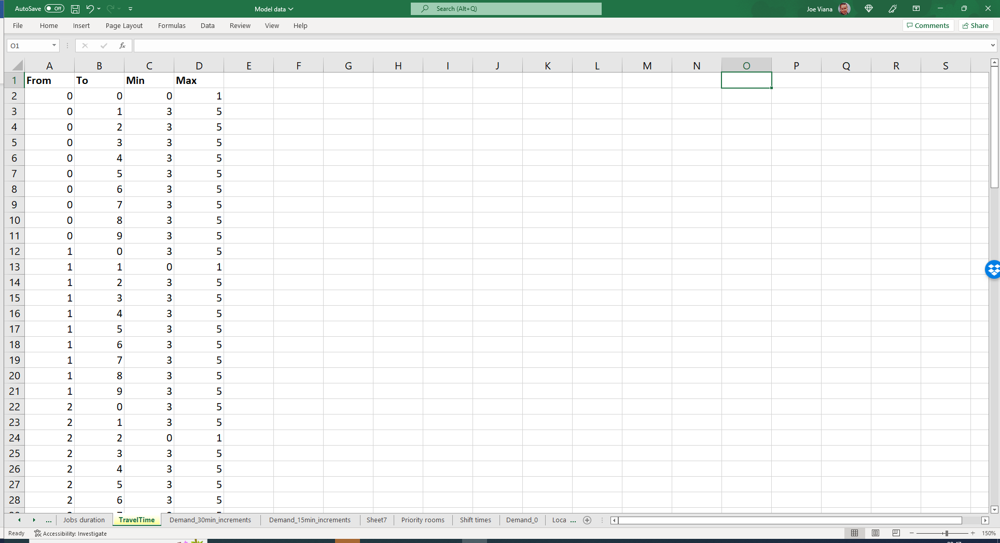 AutoSave Off Model data Search (Alt+Q) Joe Viana
File Home Insert Page Layout Formulas Data Review View Help Comments Share
O1 fx
A B C D E F G H I J K L M N O P Q R S
1 From To Min Max
2 0 0 0 1
3 0 1 3 5
4 0 2 3 5
5 0 3 3 5
6 0 4 3 5
7 0 5 3 5
8 0 6 3 5
9 0 7 3 5
10 0 8 3 5
11 0 9 3 5
12 1 0 3 5
13 1 1 0 1
14 1 2 3 5
15 1 3 3 5
16 1 4 3 5
17 1 5 3 5
18 1 6 3 5
19 1 7 3 5
20 1 8 3 5
21 1 9 3 5
22 2 0 3 5
23 2 1 3 5
24 2 2 0 1
25 2 3 3 5
26 2 4 3 5
27 2 5 3 5
28 2 6 3 5
... Jobs duration TravelTime Demand_30min_increments Demand_15min_increments Sheet7 Priority rooms Shift times Demand_0 Loca ...
Ready Accessibility: Investigate 150%